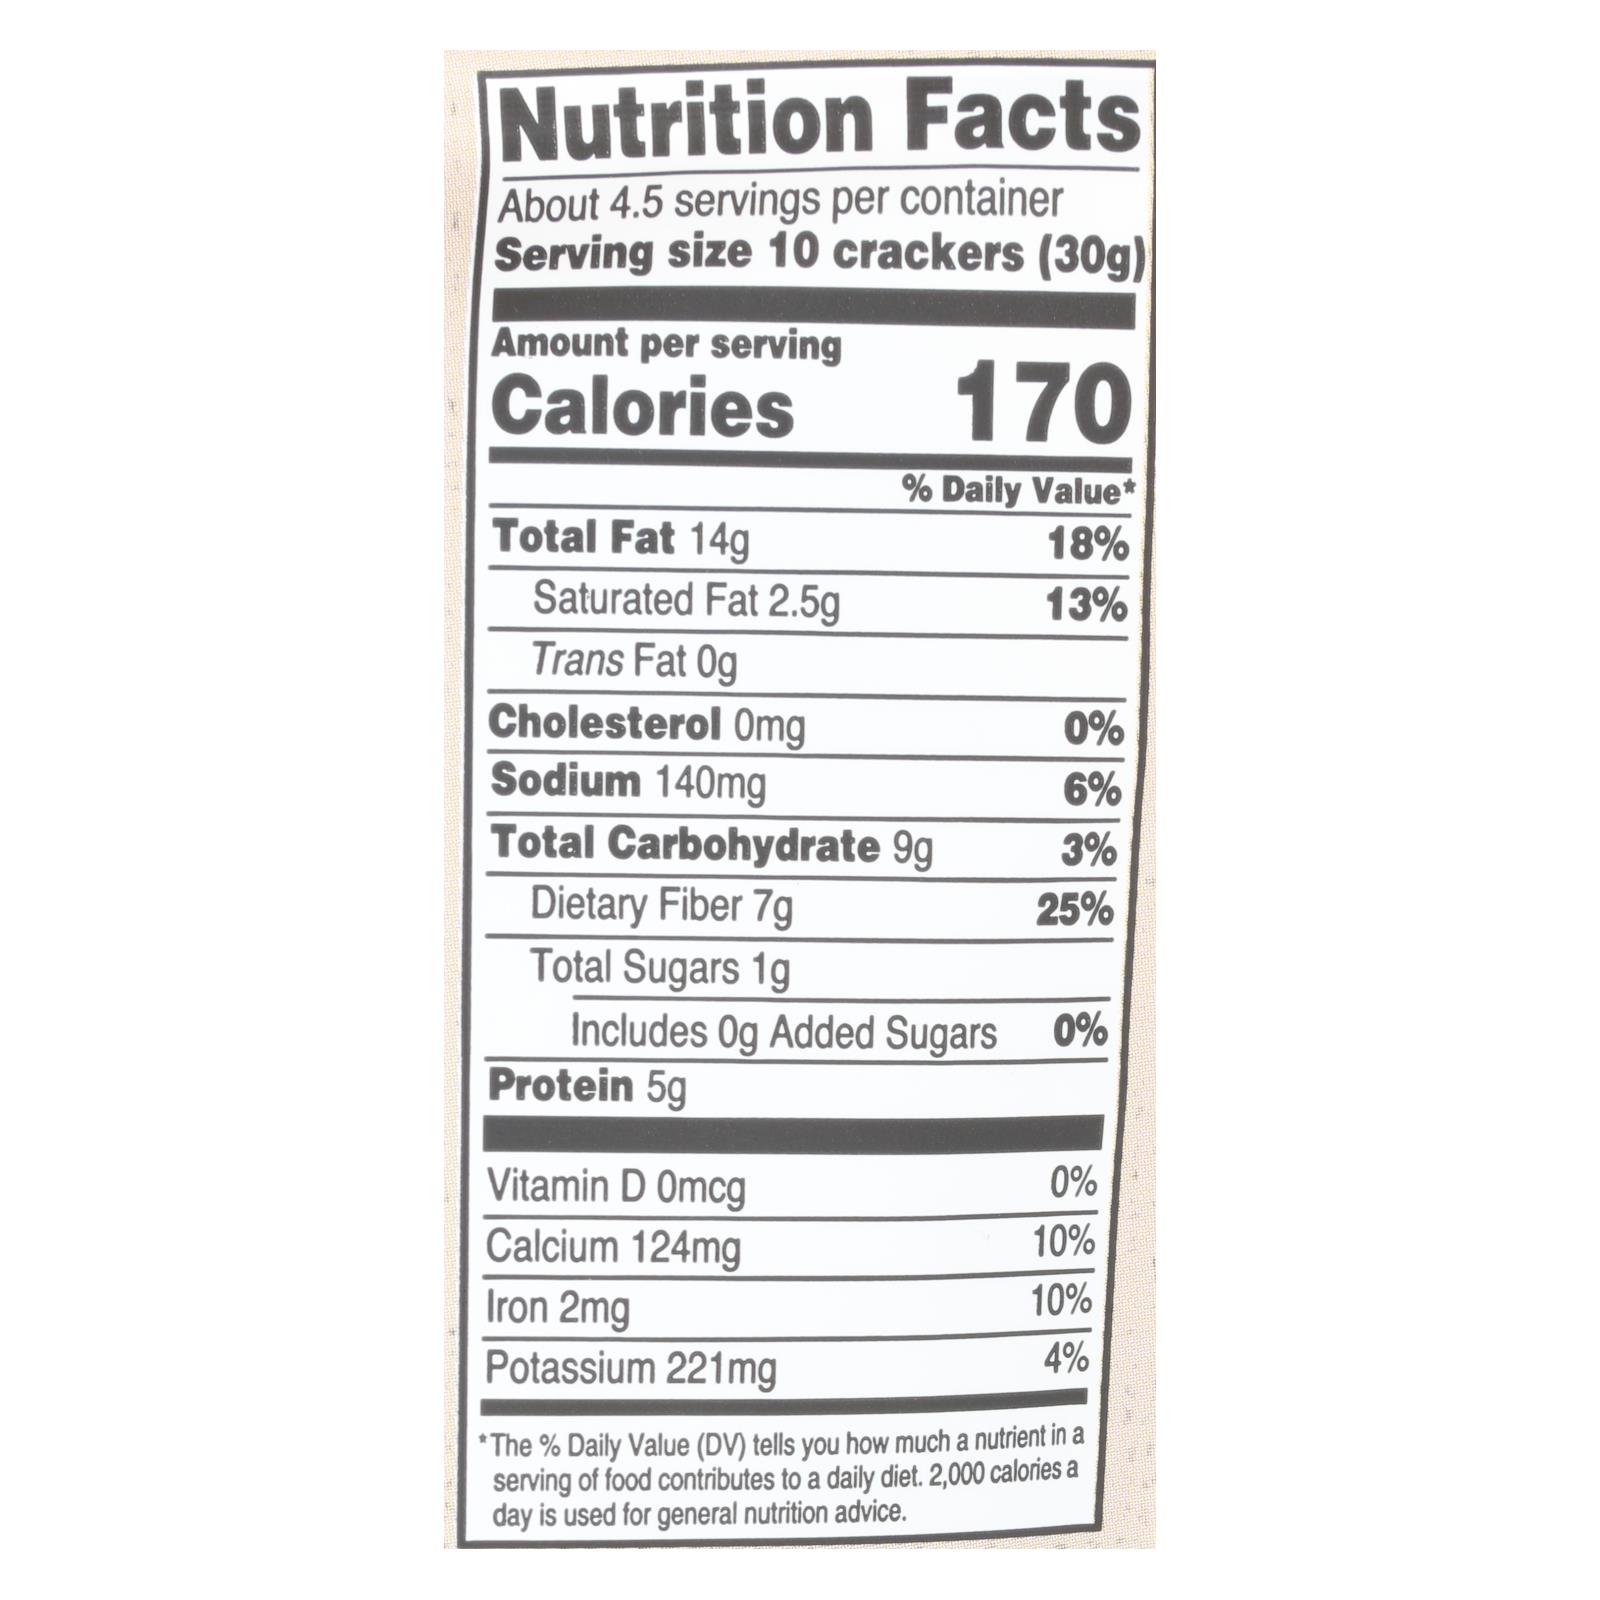 Nutrition Facts
About 4.5 servings per container
Serving size 10 crackers (30g)
Amount per serving
Calories 170
% Daily Value*
Total Fat 14g 18%
Saturated Fat 2.5g 13%
Trans Fat 0g
Cholesterol 0mg 0%
Sodium 140mg 6%
Total Carbohydrate 9g 3%
Dietary Fiber 7g 25%
Total Sugars 1g
Includes 0g Added Sugars 0%
Protein 5g
Vitamin D 0mcg 0%
Calcium 124mg 10%
Iron 2mg 10%
Potassium 221mg 4%
*The % Daily Value (DV) tells you how much a nutrient in a
serving of food contributes to a daily diet. 2,000 calories a
day is used for general nutrition advice.